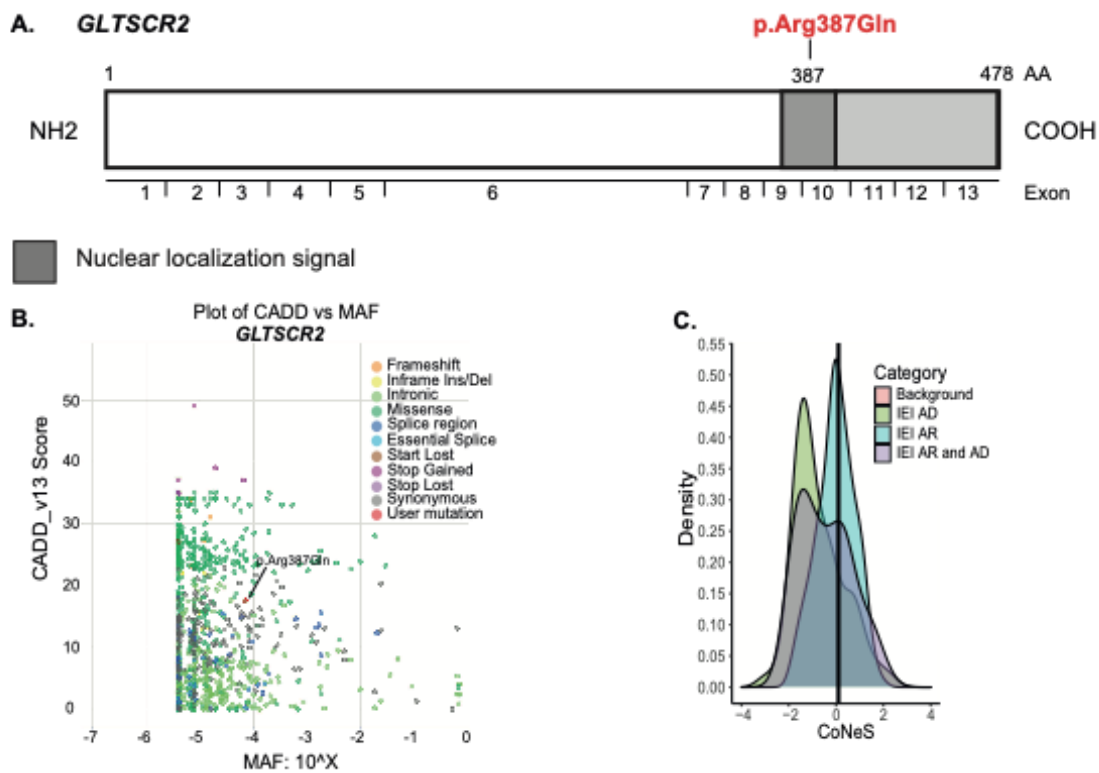 A. GLTSCR2
p.Arg387Gln
1 387 478 AA
NH2 COOH
1 2 3 4 5 6 7 8 9 10 11 12 13 Exon
Nuclear localization signal
B.
Plot of CADD vs MAF
GLTSCR2
Frameshift
Inframe Ins/Del
Intronic
Missense
Splice region
Essential Splice
Start Lost
Stop Gained
Stop Lost
Synonymous
User mutation
p.Arg387Gln
CADD_v13 Score
50
40
30
20
10
0
-7 -6 -5 -4 -3 -2 -1 0
MAF: 10^X
C.
Category
Background
IEI AD
IEI AR
IEI AR and AD
Density
0.55
0.50
0.45
0.40
0.35
0.30
0.25
0.20
0.15
0.10
0.05
0.00
−4 −2 0 2 4
CoNeS